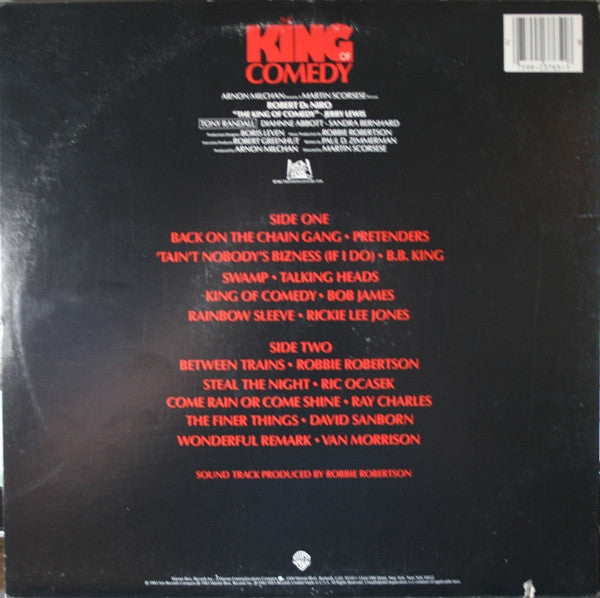 THE
KING
OF
COMEDY
ARNON MILCHAN MARTIN SCORSESE
ROBERT De NIRO
"THE KING OF COMEDY" · JERRY LEWIS
TONY RANDALL DIAHNNE ABBOTT · SANDRA BERNHARD
BORIS LEVEN ROBBIE ROBERTSON
ROBERT GREENHUT PAUL D. ZIMMERMAN
ARNON MILCHAN MARTIN SCORSESE
SIDE ONE
BACK ON THE CHAIN GANG · PRETENDERS
'TAIN'T NOBODY'S BIZNESS (IF I DO) · B.B. KING
SWAMP · TALKING HEADS
KING OF COMEDY · BOB JAMES
RAINBOW SLEEVE · RICKIE LEE JONES
SIDE TWO
BETWEEN TRAINS · ROBBIE ROBERTSON
STEAL THE NIGHT · RIC OCASEK
COME RAIN OR COME SHINE · RAY CHARLES
THE FINER THINGS · DAVID SANBORN
WONDERFUL REMARK · VAN MORRISON
SOUND TRACK PRODUCED BY ROBBIE ROBERTSON